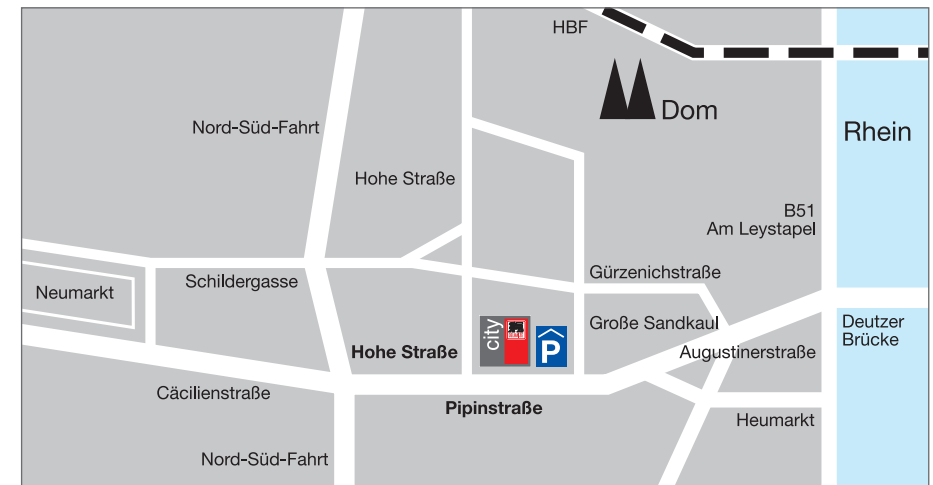 HBF
Dom
Nord-Süd-Fahrt
Rhein
Hohe Straße
B51
Am Leystapel
Gürzenichstraße
Schildergasse
Neumarkt
city
P
Große Sandkaul
Deutzer
Brücke
Hohe Straße
Augustinerstraße
Cäcilienstraße
Pipinstraße
Heumarkt
Nord-Süd-Fahrt